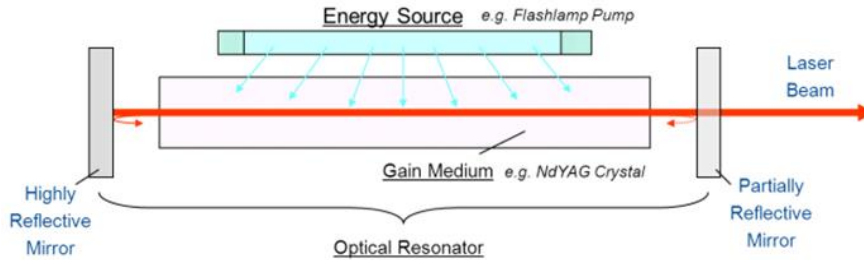 Energy Source e.g. Flashlamp Pump
Laser
Beam
Gain Medium e.g. NdYAG Crystal
Highly
Reflective
Mirror
Partially
Reflective
Mirror
Optical Resonator